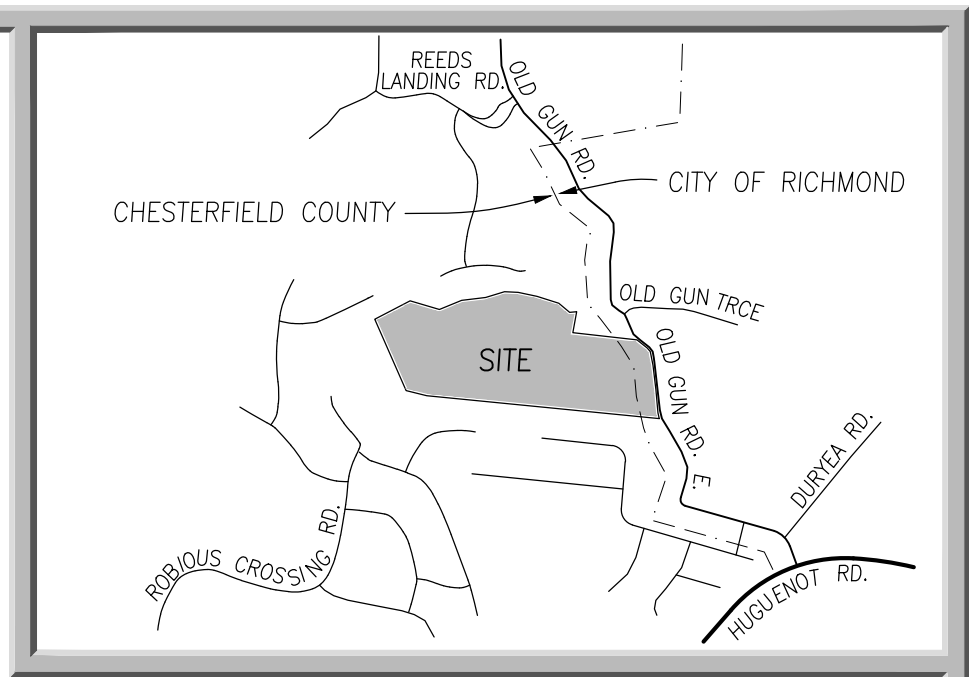 REEDS
LANDING RD.
OLD GUN RD.
CITY OF RICHMOND
CHESTERFIELD COUNTY
OLD GUN TRCE
SITE
OLD GUN RD. E.
DURYEA RD.
ROBIOUS CROSSING RD.
HUGUENOT RD.